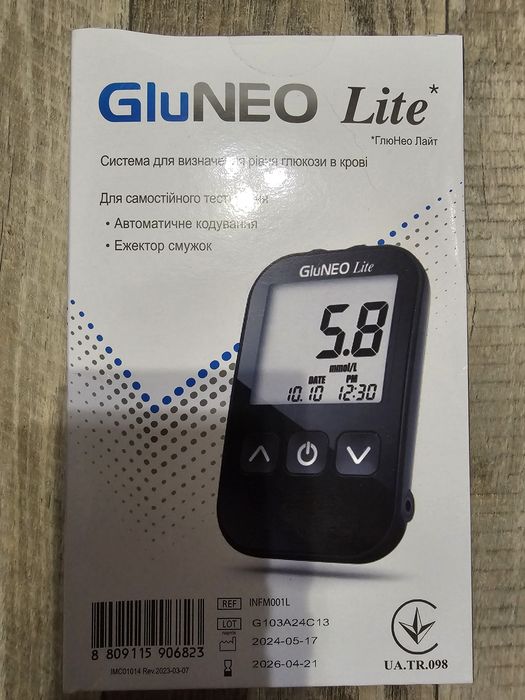 GluNEO Lite*
*ГлюНео Лайт
Система для визначення рівня глюкози в крові
Для самостійного тестування
• Автоматичне кодування
• Ежектор смужок
GluNEO Lite
5.8
mmol/L
DATE PM
10.10 12:30
REF INFM001L
LOT G103A24C13
2024-05-17
2026-04-21
8 809115 906823
IMC01014 Rev.2023-03-07
UA.TR.098